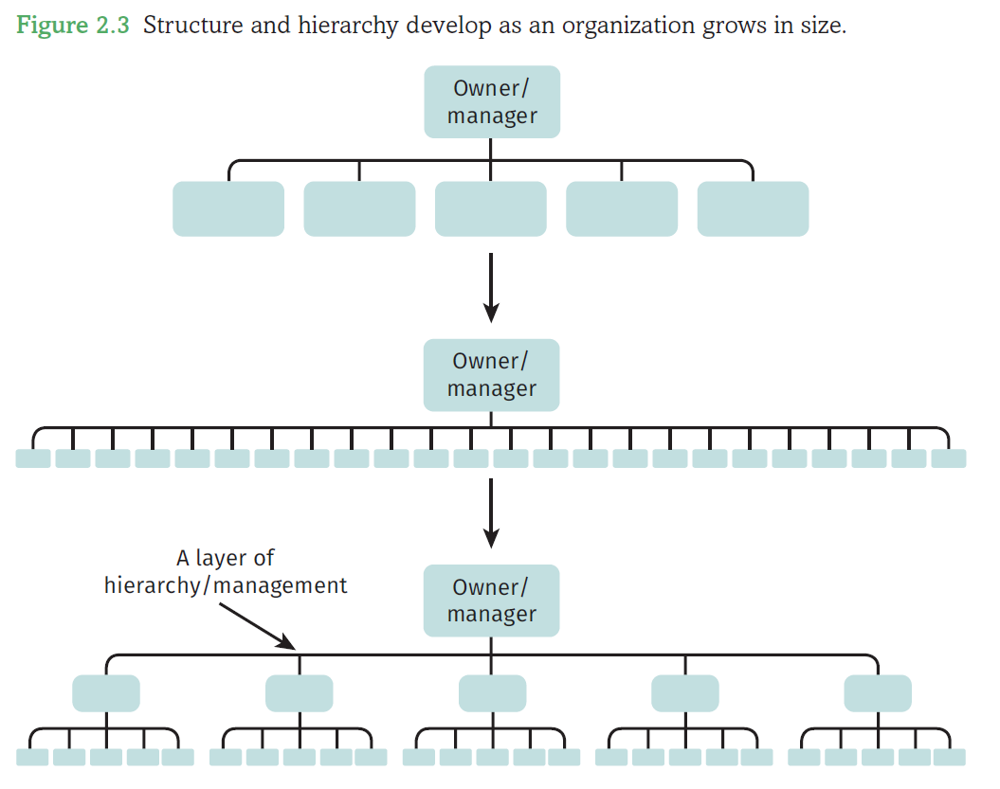 Figure 2.3 Structure and hierarchy develop as an organization grows in size.
Owner/
manager
Owner/
manager
A layer of
hierarchy/management
Owner/
manager